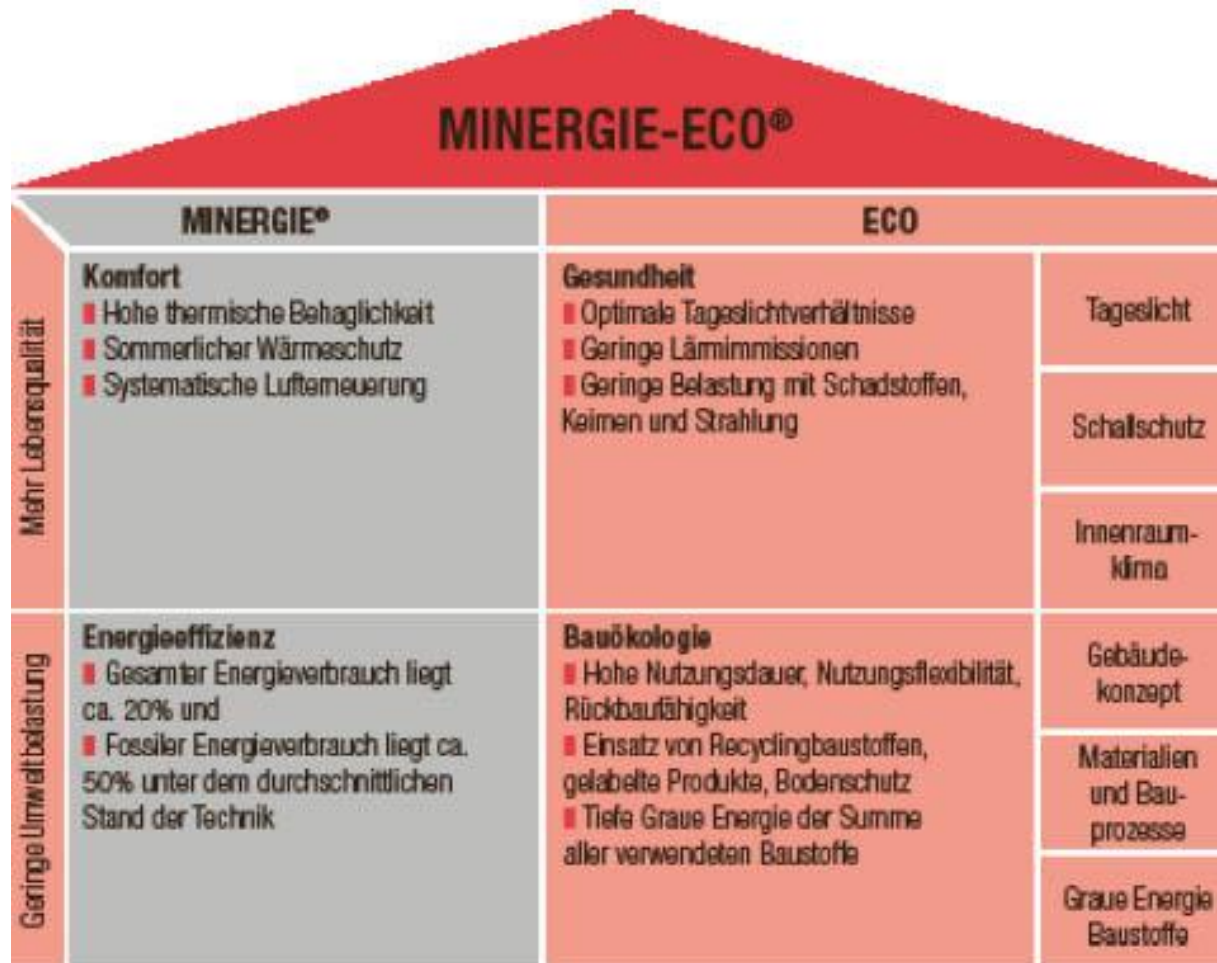 MINERGIE-ECO®
MINERGIE®
ECO
Mehr Lebensqualität
Komfort
Hohe thermische Behaglichkeit
Sommerlicher Wärmeschutz
Systematische Lufterneuerung
Gesundheit
Optimale Tageslichtverhältnisse
Geringe Lärmimmissionen
Geringe Belastung mit Schadstoffen,
Keimen und Strahlung
Tageslicht
Schallschutz
Innenraum-
klima
Geringe Umweltbelastung
Energieeffizienz
Gesamter Energieverbrauch liegt
ca. 20% und
Fossiler Energieverbrauch liegt ca.
50% unter dem durchschnittlichen
Stand der Technik
Bauökologie
Hohe Nutzungsdauer, Nutzungsflexibilität,
Rückbaufähigkeit
Einsatz von Recyclingbaustoffen,
gelabelte Produkte, Bodenschutz
Tiefe Graue Energie der Summe
aller verwendeten Baustoffe
Gebäude-
konzept
Materialien
und Bau-
prozesse
Graue Energie
Baustoffe